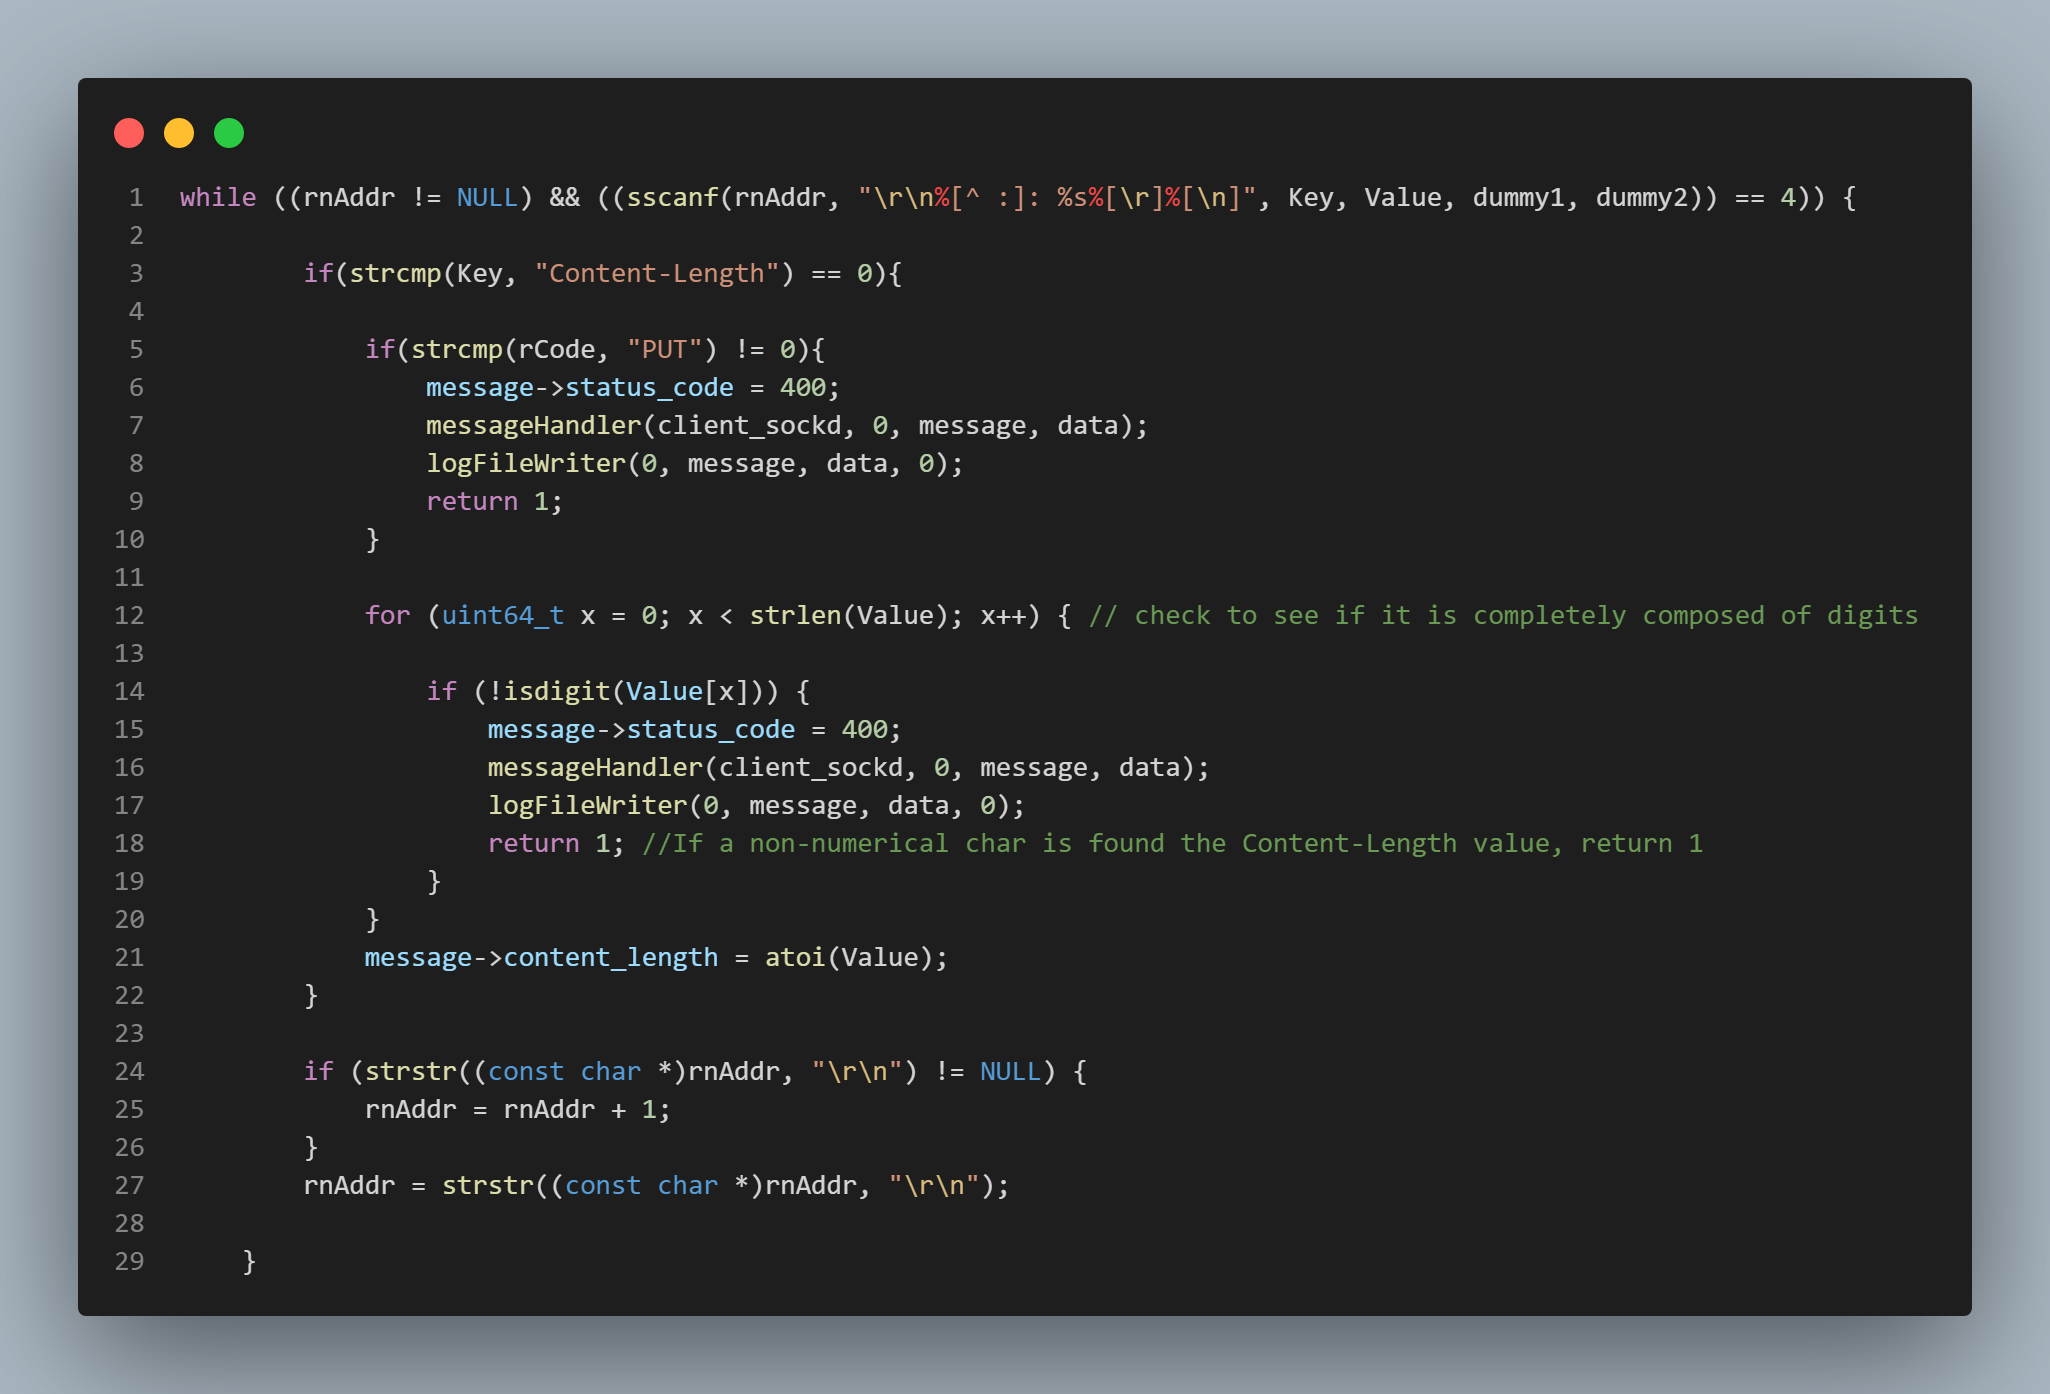 1 while ((rnAddr != NULL) && ((sscanf(rnAddr, "\r\n%[^ :]: %s%[\r]%[\n]", Key, Value, dummy1, dummy2)) == 4)) {
2
3 if(strcmp(Key, "Content-Length") == 0){
4
5 if(strcmp(rCode, "PUT") != 0){
6 message->status_code = 400;
7 messageHandler(client_sockd, 0, message, data);
8 logFileWriter(0, message, data, 0);
9 return 1;
10 }
11
12 for (uint64_t x = 0; x < strlen(Value); x++) { // check to see if it is completely composed of digits
13
14 if (!isdigit(Value[x])) {
15 message->status_code = 400;
16 messageHandler(client_sockd, 0, message, data);
17 logFileWriter(0, message, data, 0);
18 return 1; //If a non-numerical char is found the Content-Length value, return 1
19 }
20 }
21 message->content_length = atoi(Value);
22 }
23
24 if (strstr((const char *)rnAddr, "\r\n") != NULL) {
25 rnAddr = rnAddr + 1;
26 }
27 rnAddr = strstr((const char *)rnAddr, "\r\n");
28
29 }